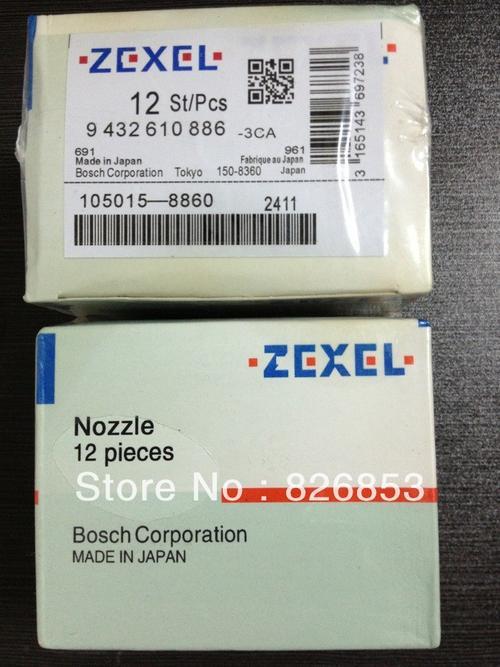 ·ZEXEL·
12 St/Pcs
9 432 610 886 -3CA
691 961
Made in Japan Fabrique au Japan
Bosch Corporation Tokyo 150-8360 Japan
105015—8860 2411
3 165143 697238
·ZEXEL·
Nozzle
12 pieces
Store No : 826853
Bosch Corporation
MADE IN JAPAN